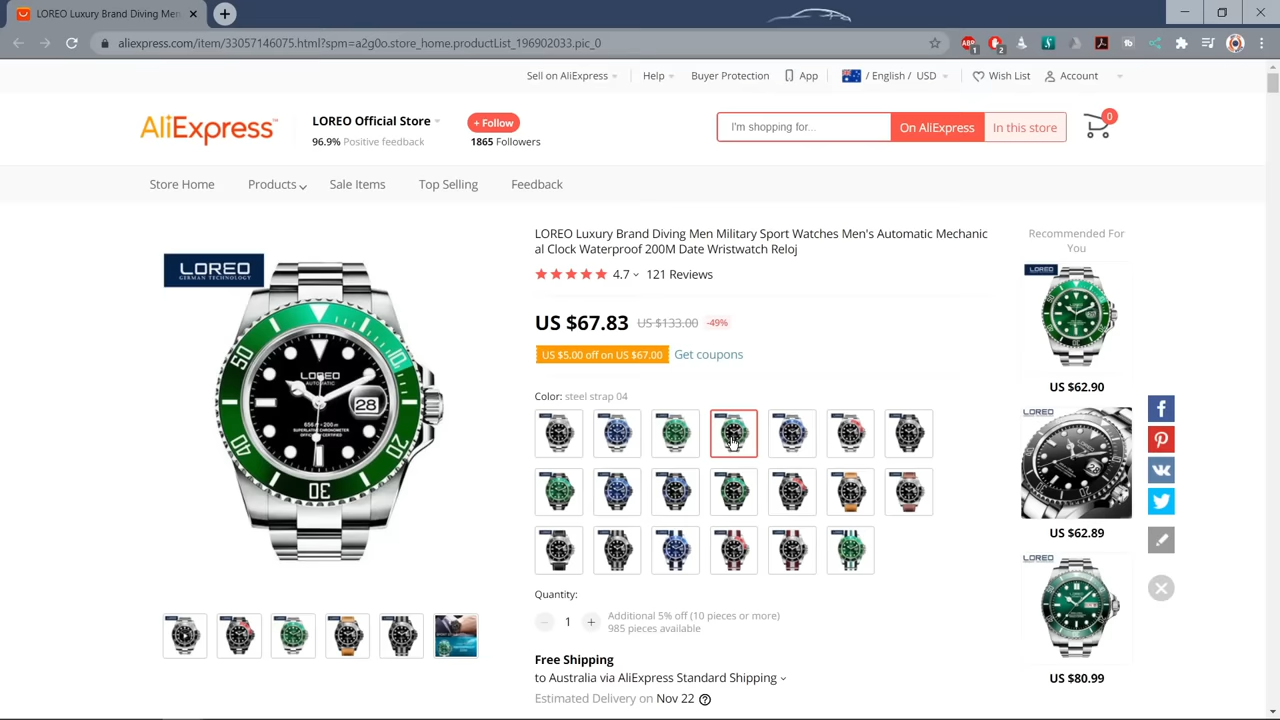 LOREO Luxury Brand Diving Men
aliexpress.com/item/33057146075.html?spm=a2g0o.store_home.productList_196902033.pic_0
Sell on AliExpress
Help
Buyer Protection
App
/ English / USD
Wish List
Account
AliExpress
LOREO Official Store
96.9% Positive feedback
+ Follow
1865 Followers
I'm shopping for...
On AliExpress
In this store
0
Store Home
Products
Sale Items
Top Selling
Feedback
LOREO
GERMAN TECHNOLOGY
LOREO
AUTOMATIC
28
656 ft = 200 m
SUPERLATIVE CHRONOMETER
OFFICIALLY CERTIFIED
10
20
30
40
50
LOREO Luxury Brand Diving Men Military Sport Watches Men's Automatic Mechanic
al Clock Waterproof 200M Date Wristwatch Reloj
4.7
121 Reviews
US $67.83
US $133.00
-49%
US $5.00 off on US $67.00
Get coupons
Color: steel strap 04
Quantity:
1
Additional 5% off (10 pieces or more)
985 pieces available
Free Shipping
to Australia via AliExpress Standard Shipping
Estimated Delivery on Nov 22
Recommended For
You
LOREO
US $62.90
LOREO
US $62.89
LOREO
US $80.99